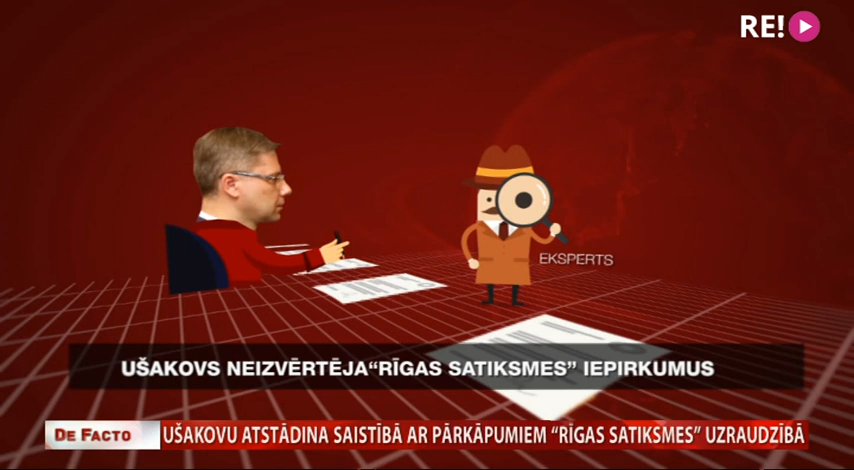 RE!
EKSPERTS
UŠAKOVS NEIZVĒRTĒJA“RĪGAS SATIKSMES” IEPIRKUMUS
DE FACTO
UŠAKOVU ATSTĀDINA SAISTĪBĀ AR PĀRKĀPUMIEM “RĪGAS SATIKSMES” UZRAUDZĪBĀ